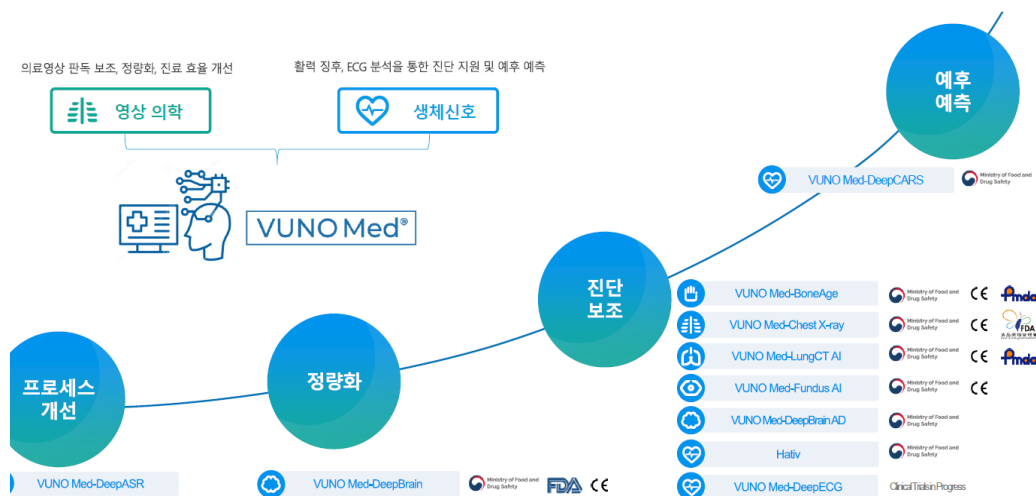 의료영상 판독 보조, 정량화, 진료 효율 개선
활력 징후, ECG 분석을 통한 진단 지원 및 예후 예측
영상 의학
생체신호
VUNO Med®
예후
예측
VUNO Med-DeepCARS
Ministry of Food and
Drug Safety
진단
보조
VUNO Med-BoneAge
Ministry of Food and
Drug Safety
CE
Pmda
VUNO Med-Chest X-ray
Ministry of Food and
Drug Safety
CE
FDA
VUNO Med-LungCT AI
Ministry of Food and
Drug Safety
CE
Pmda
VUNO Med-Fundus AI
Ministry of Food and
Drug Safety
CE
VUNO Med-DeepBrain AD
Ministry of Food and
Drug Safety
Hativ
Ministry of Food and
Drug Safety
VUNO Med-DeepECG
Clinical Trials in Progress
정량화
VUNO Med-DeepBrain
Ministry of Food and
Drug Safety
FDA
CE
프로세스
개선
VUNO Med-DeepASR